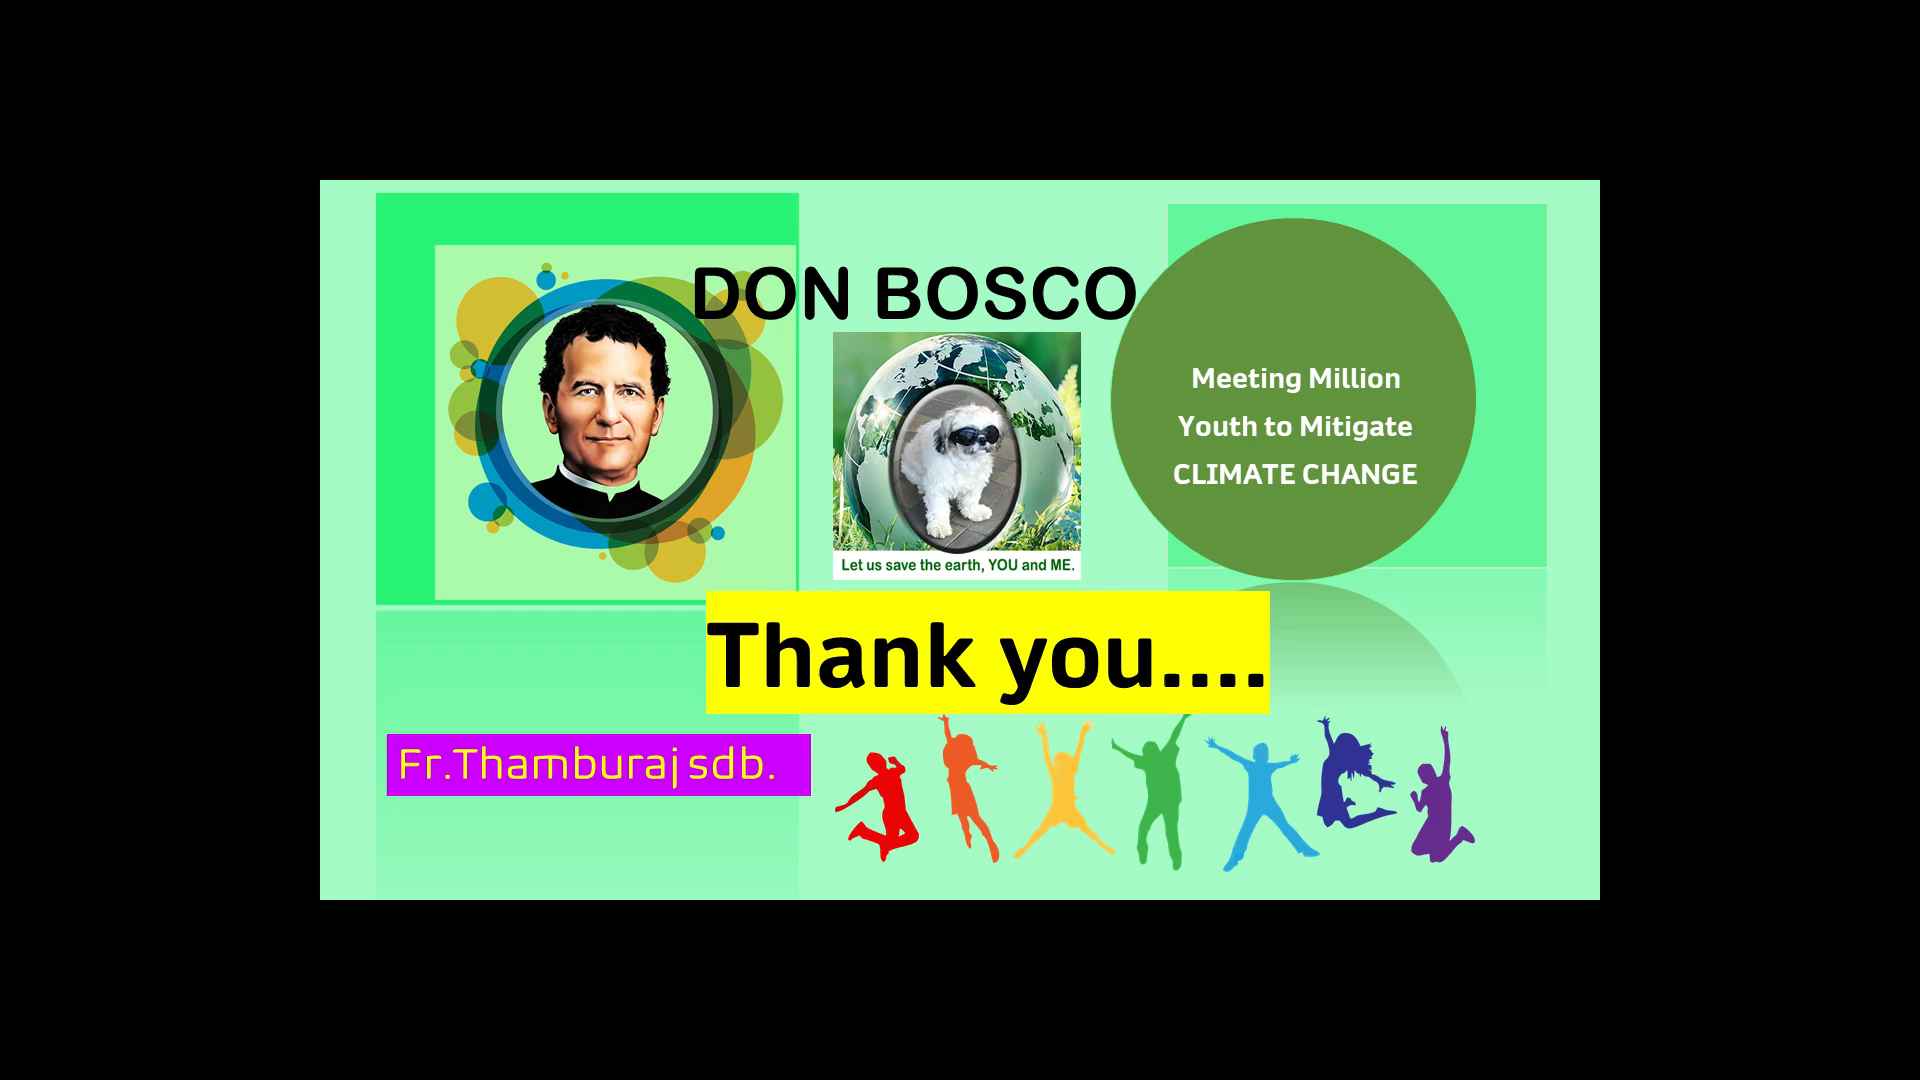 DON BOSCO
Meeting Million
Youth to Mitigate
CLIMATE CHANGE
Let us save the earth, YOU and ME.
Thank you....
Fr.Thamburaj sdb.